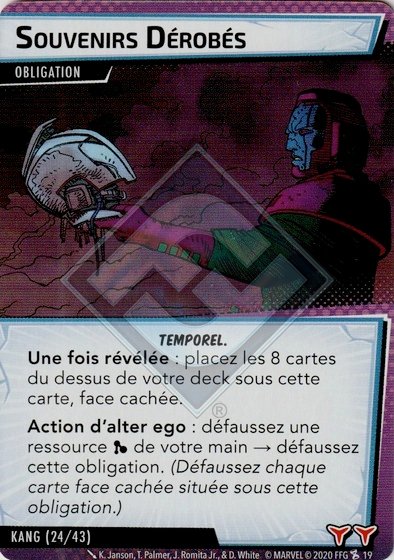 Souvenirs Dérobés
OBLIGATION
TEMPOREL.
Une fois révélée : placez les 8 cartes
du dessus de votre deck sous cette
carte, face cachée.
Action d'alter ego : défaussez une
ressource de votre main → défaussez
cette obligation. (Défaussez chaque
carte face cachée située sous cette
obligation.)
KANG (24/43)
K. Janson, T. Palmer, J. Romita Jr., & D. White © MARVEL © 2020 FFG 19